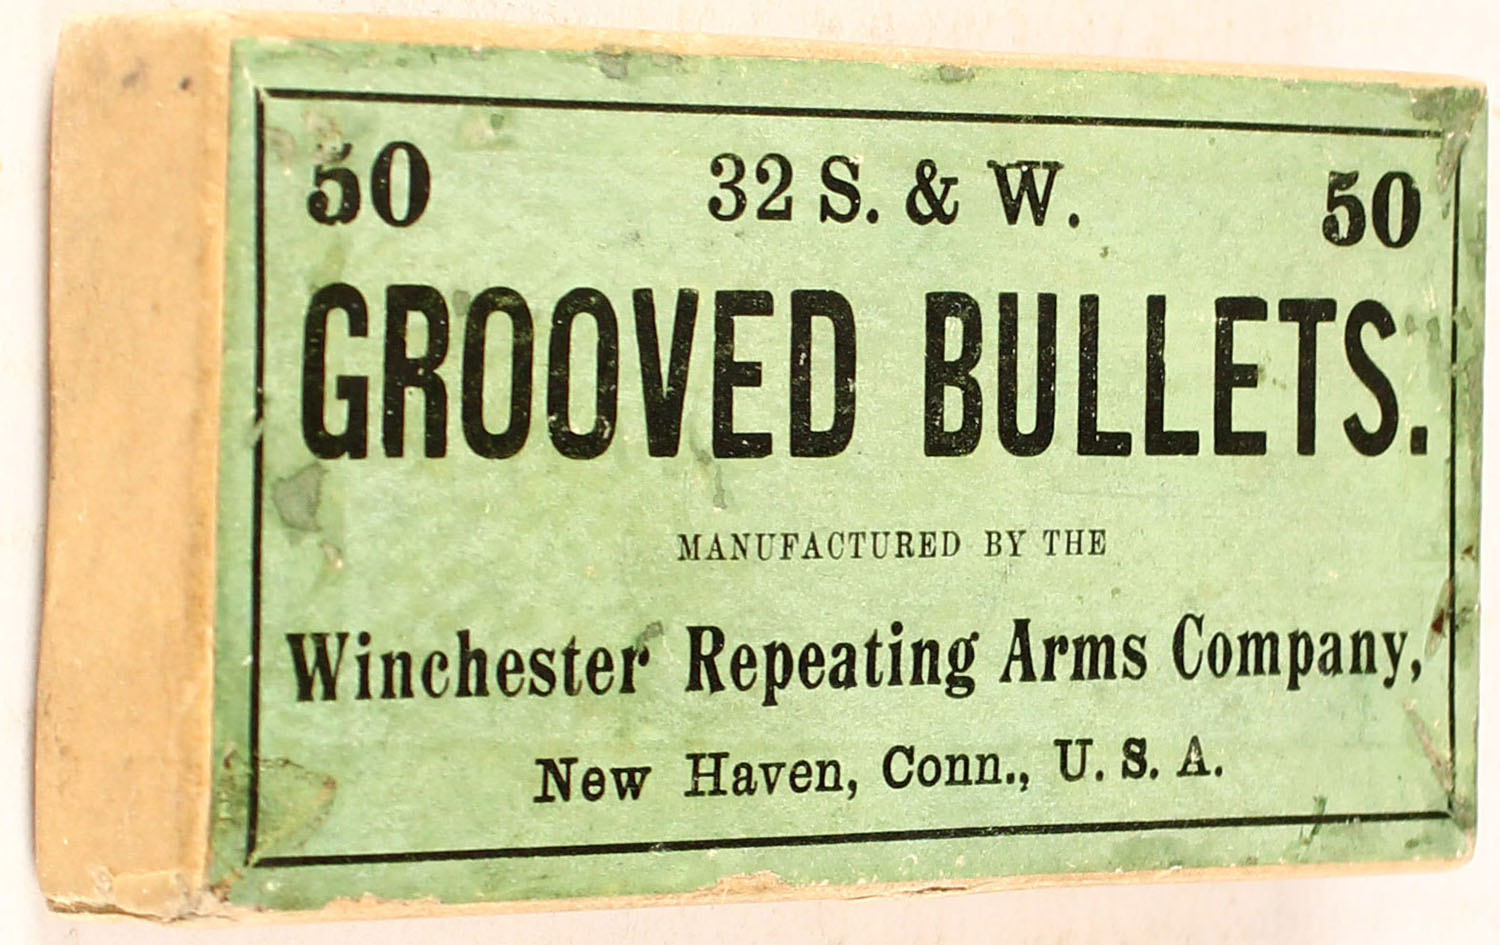 50 32 S. & W. 50
GROOVED BULLETS.
MANUFACTURED BY THE
Winchester Repeating Arms Company,
New Haven, Conn., U. S. A.